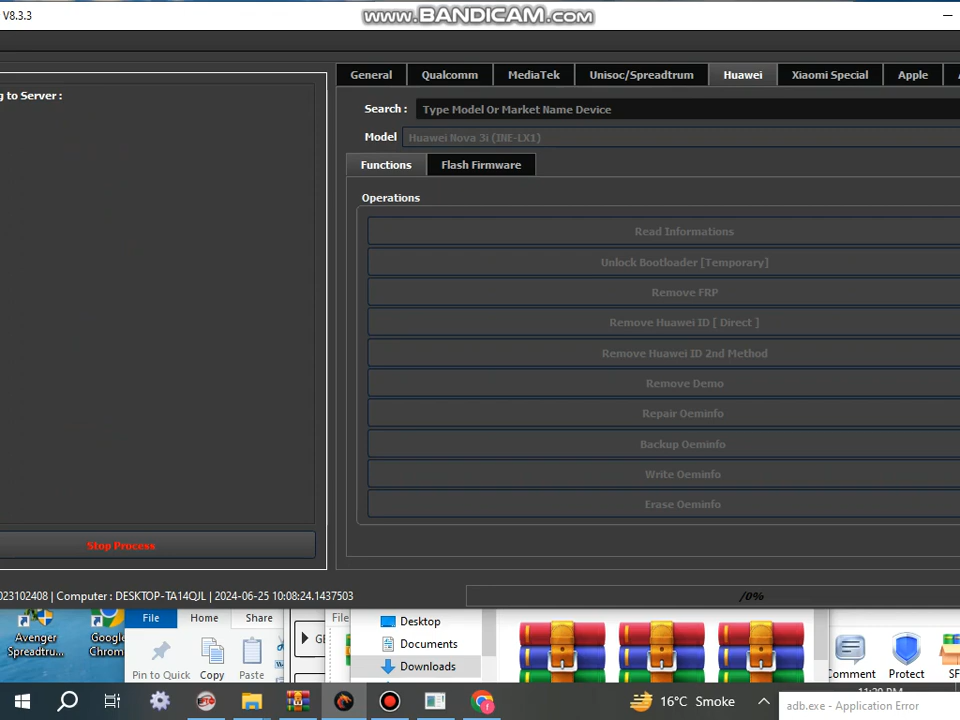 V8.3.3
www.BANDICAM.com
General
Qualcomm
MediaTek
Unisoc/Spreadtrum
Huawei
Xiaomi Special
Apple
g to Server :
Search :
Type Model Or Market Name Device
Model
Huawei Nova 3i (INE-LX1)
Functions
Flash Firmware
Operations
Read Informations
Unlock Bootloader [Temporary]
Remove FRP
Remove Huawei ID [ Direct ]
Remove Huawei ID 2nd Method
Remove Demo
Repair Oeminfo
Backup Oeminfo
Write Oeminfo
Erase Oeminfo
Stop Process
023102408 | Computer : DESKTOP-TA14QJL | 2024-06-25 10:08:24.1437503
/0%
Avenger
Spreadtru...
Google
Chrom
File
Home
Share
File
Pin to Quick
Copy
Paste
Desktop
Documents
Downloads
Comment
Protect
SF
16°C Smoke
adb.exe - Application Error